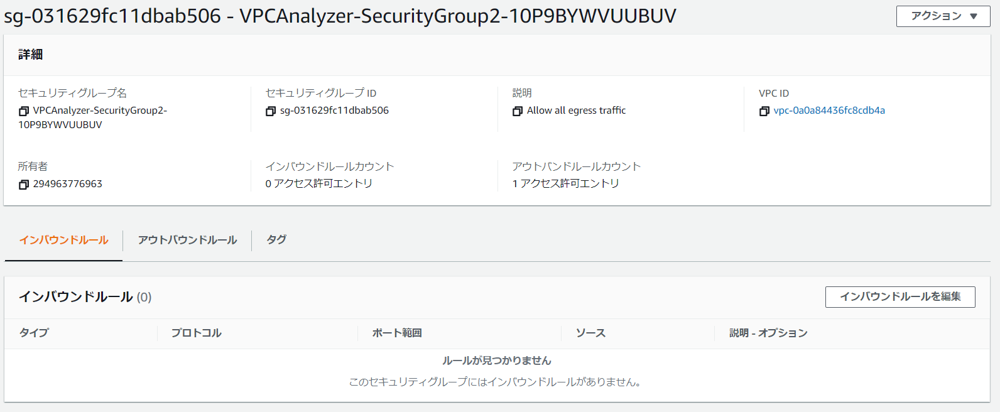 sg-031629fc11dbab506 - VPCAnalyzer-SecurityGroup2-10P9BYWVUUBUV
アクション ▼
詳細
セキュリティグループ名
VPCAnalyzer-SecurityGroup2-
10P9BYWVUUBUV
セキュリティグループ ID
sg-031629fc11dbab506
説明
Allow all egress traffic
VPC ID
vpc-0a0a84436fc8cdb4a
所有者
294963776963
インバウンドルールカウント
0 アクセス許可エントリ
アウトバンドルールカウント
1 アクセス許可エントリ
インバウンドルール
アウトバウンドルール
タグ
インバウンドルール (0)
インバウンドルールを編集
タイプ
プロトコル
ポート範囲
ソース
説明 - オプション
ルールが見つかりません
このセキュリティグループにはインバウンドルールがありません。